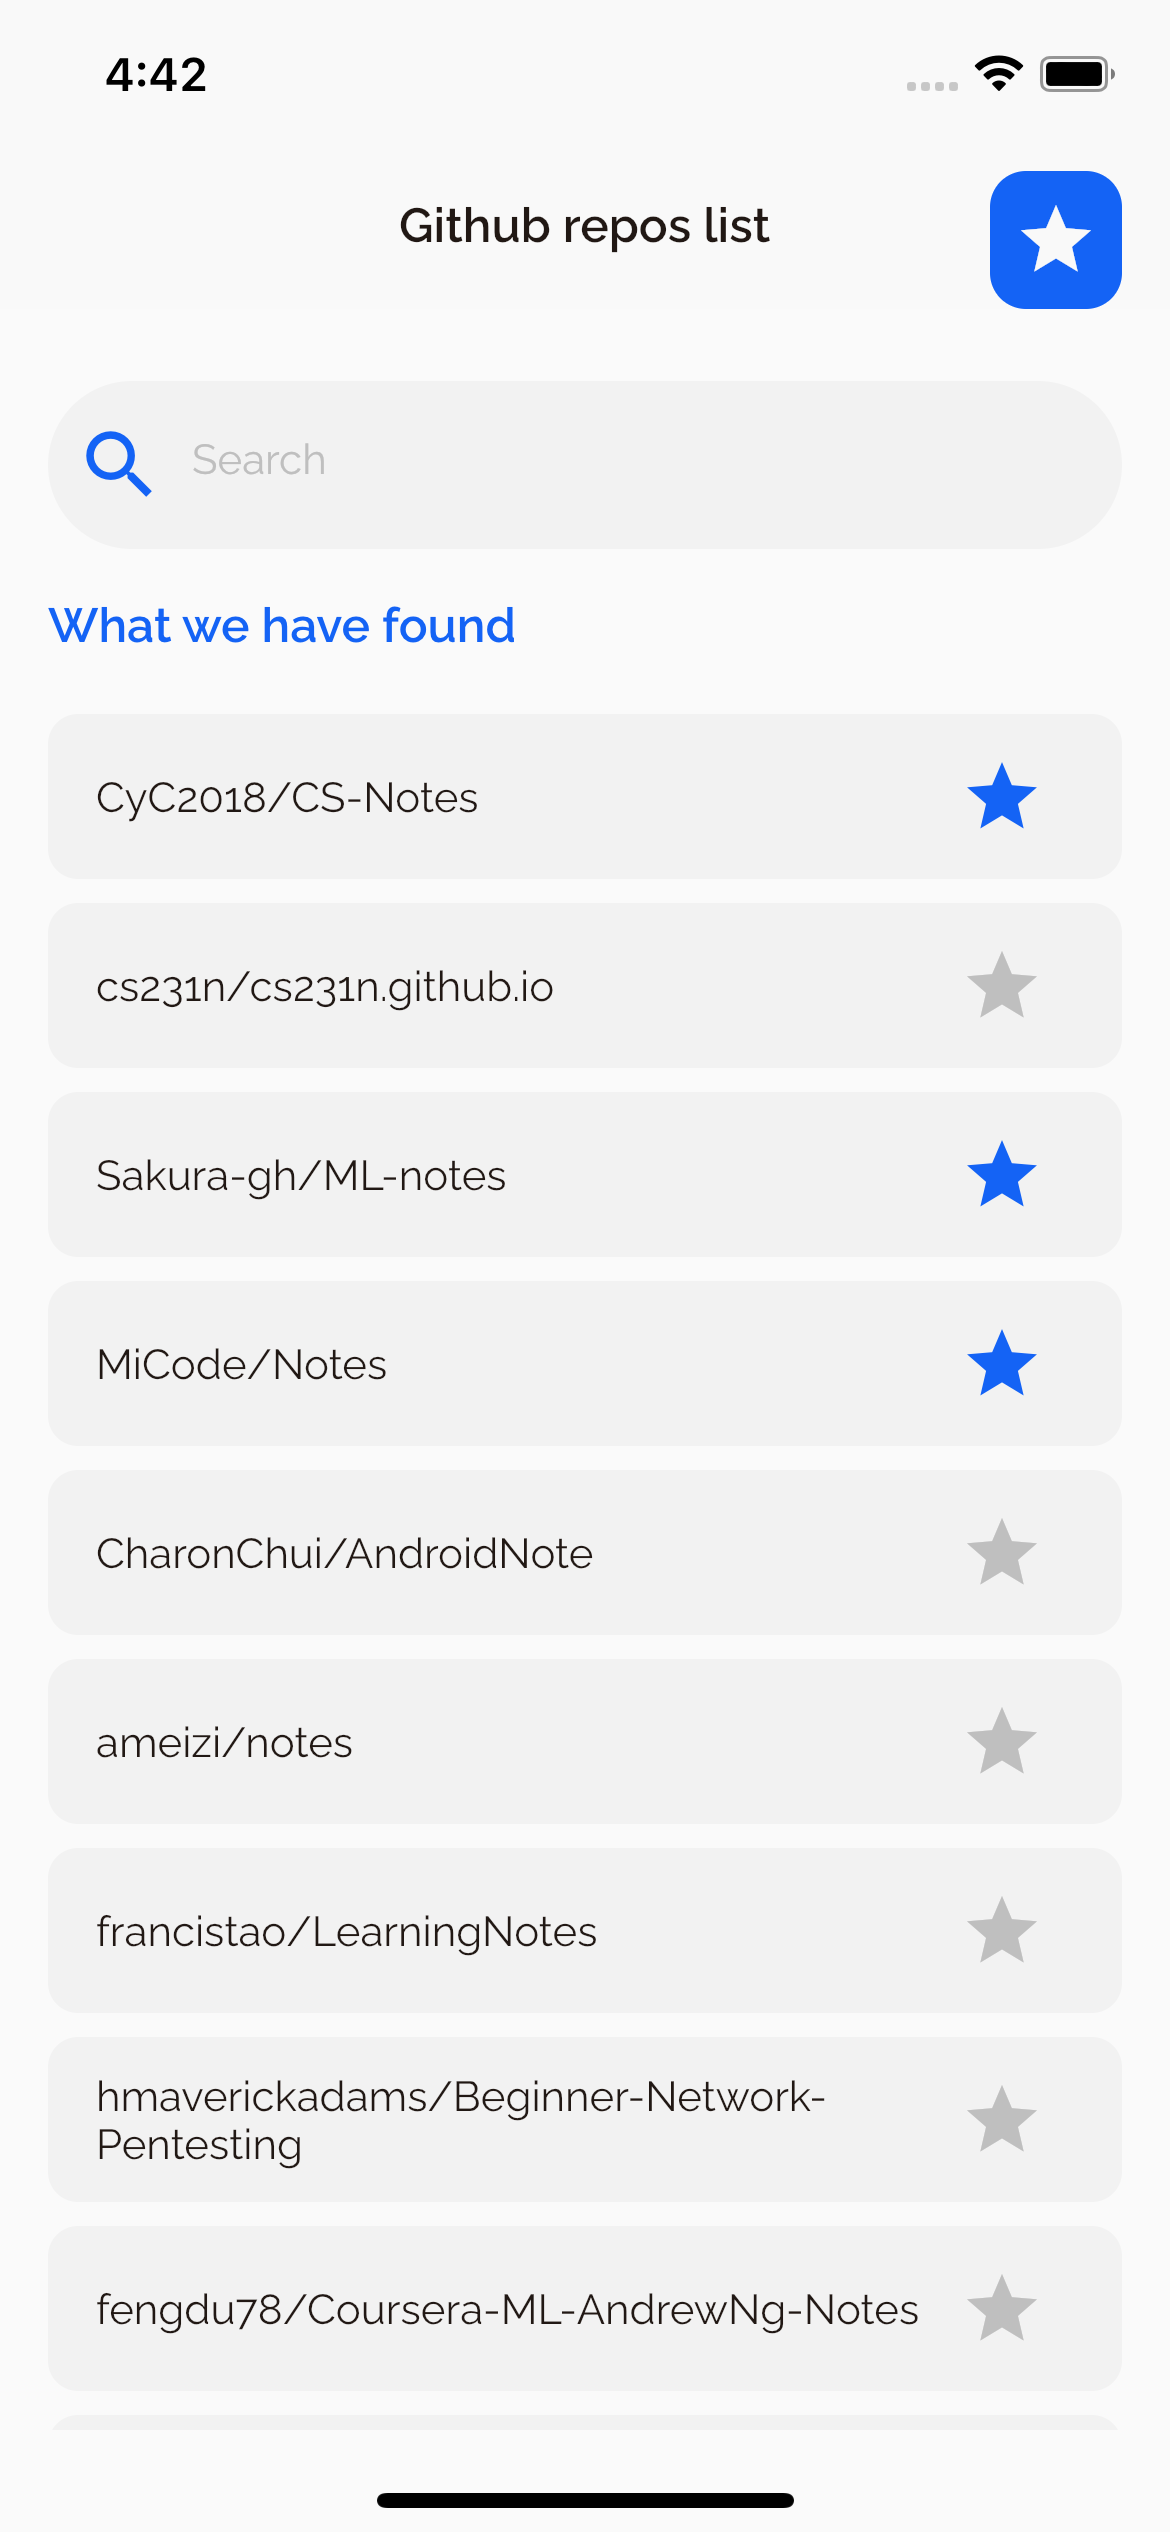 4:42
Github repos list
Search
What we have found
CyC2018/CS-Notes
cs231n/cs231n.github.io
Sakura-gh/ML-notes
MiCode/Notes
CharonChui/AndroidNote
ameizi/notes
francistao/LearningNotes
hmaverickadams/Beginner-Network-
Pentesting
fengdu78/Coursera-ML-AndrewNg-Notes